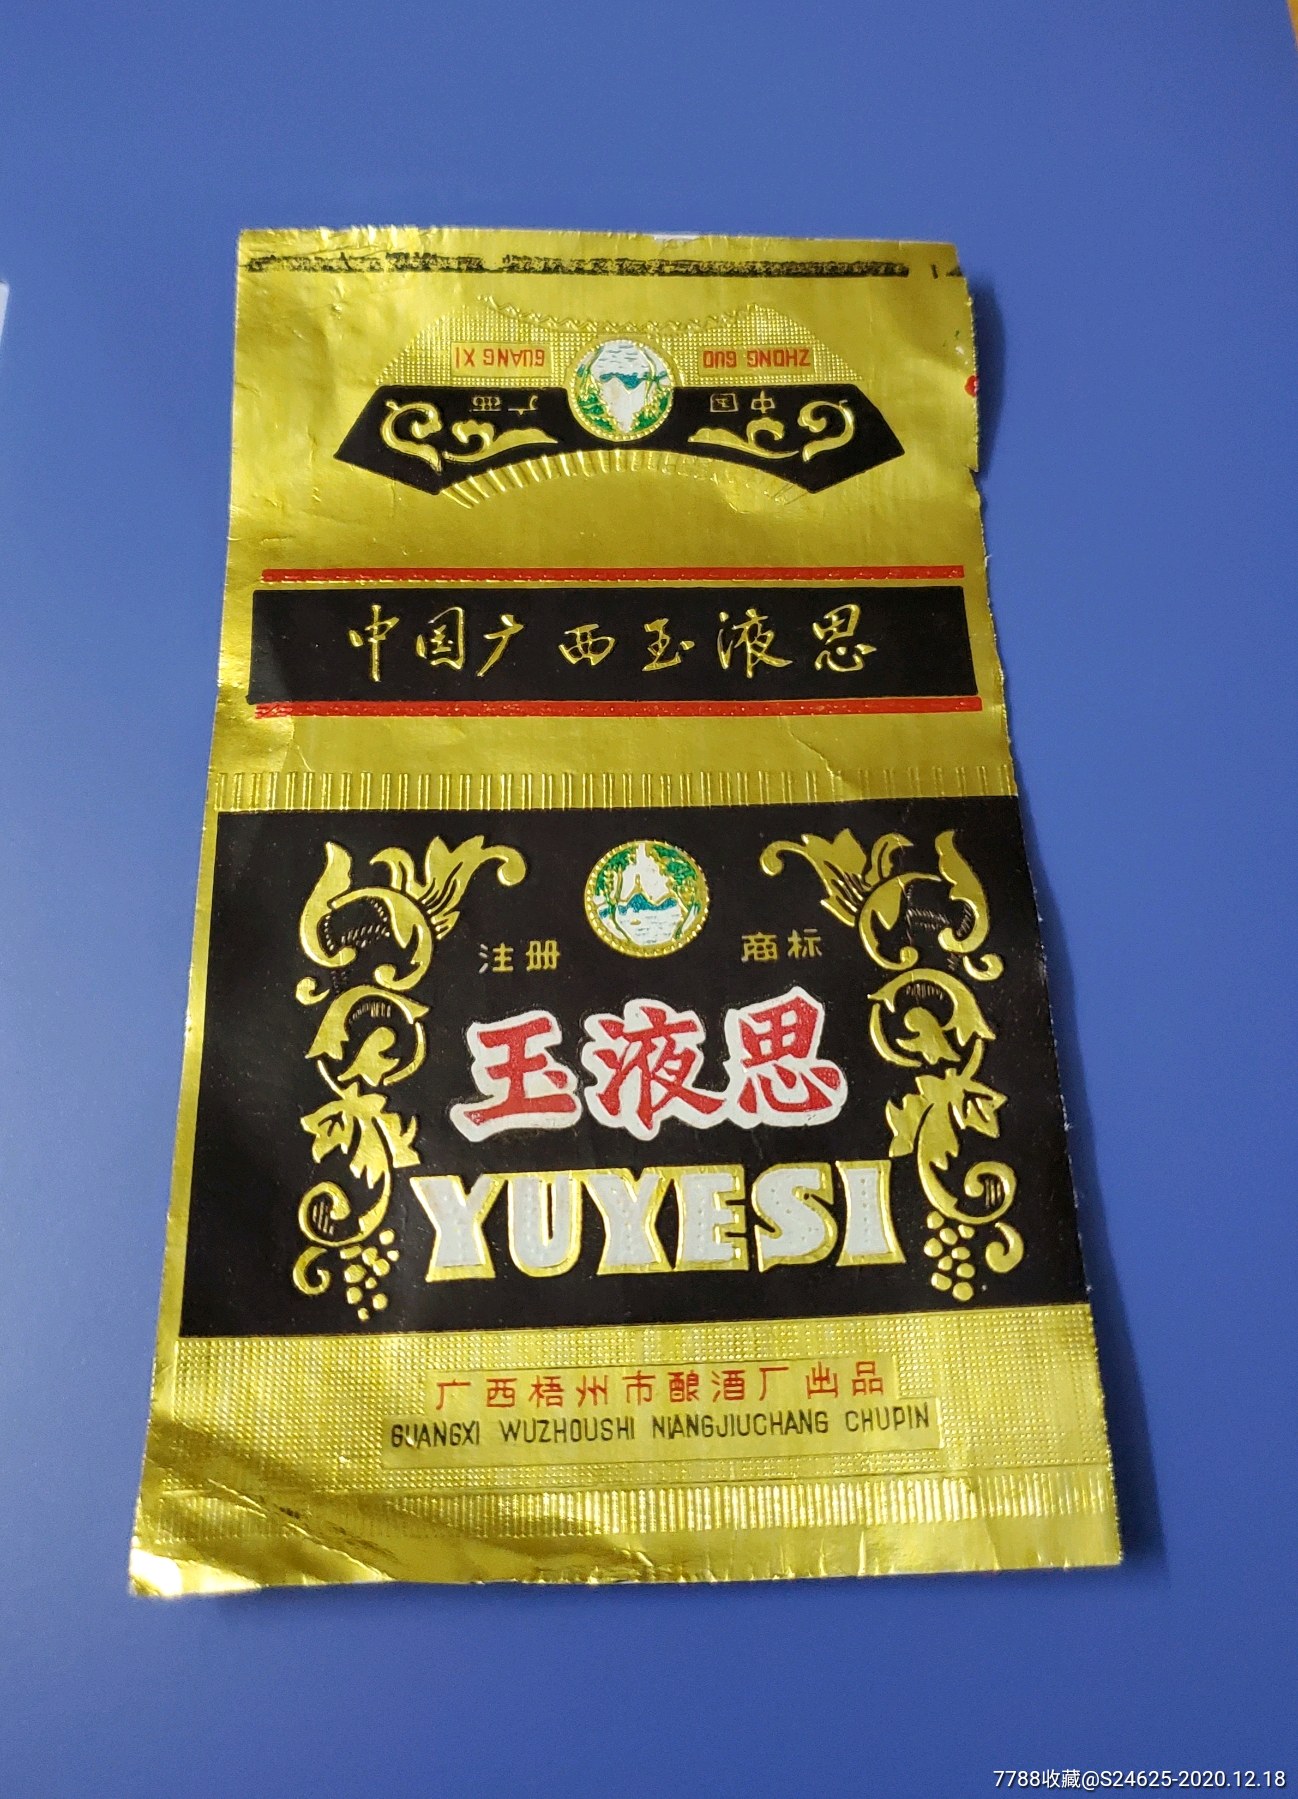 ZHONG GUO GUANG XI
中国 广西
中国广西玉液思
注册 商标
玉液思
YUYESI
广西梧州市酿酒厂出品
GUANGXI WUZHOUSHI NIANGJIUCHANG CHUPIN
7788收藏@S24625-2020.12.18